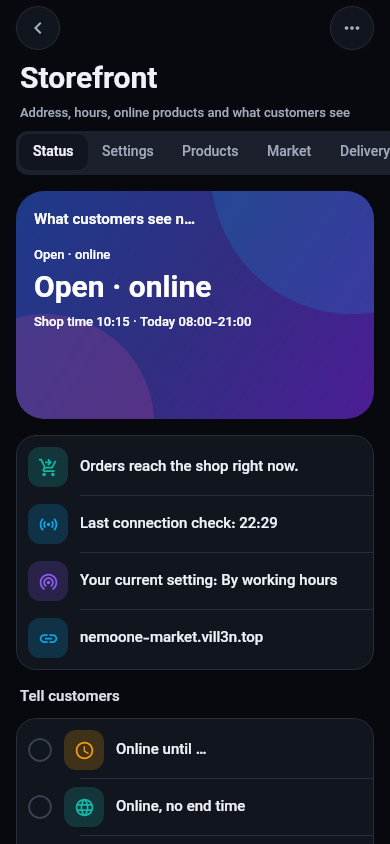 Storefront
Address, hours, online products and what customers see
Status Settings Products Market Delivery
What customers see n…
Open · online
Open · online
Shop time 10:15 · Today 08:00–21:00
Orders reach the shop right now.
Last connection check: 22:29
Your current setting: By working hours
nemoone-market.vill3n.top
Tell customers
Online until …
Online, no end time